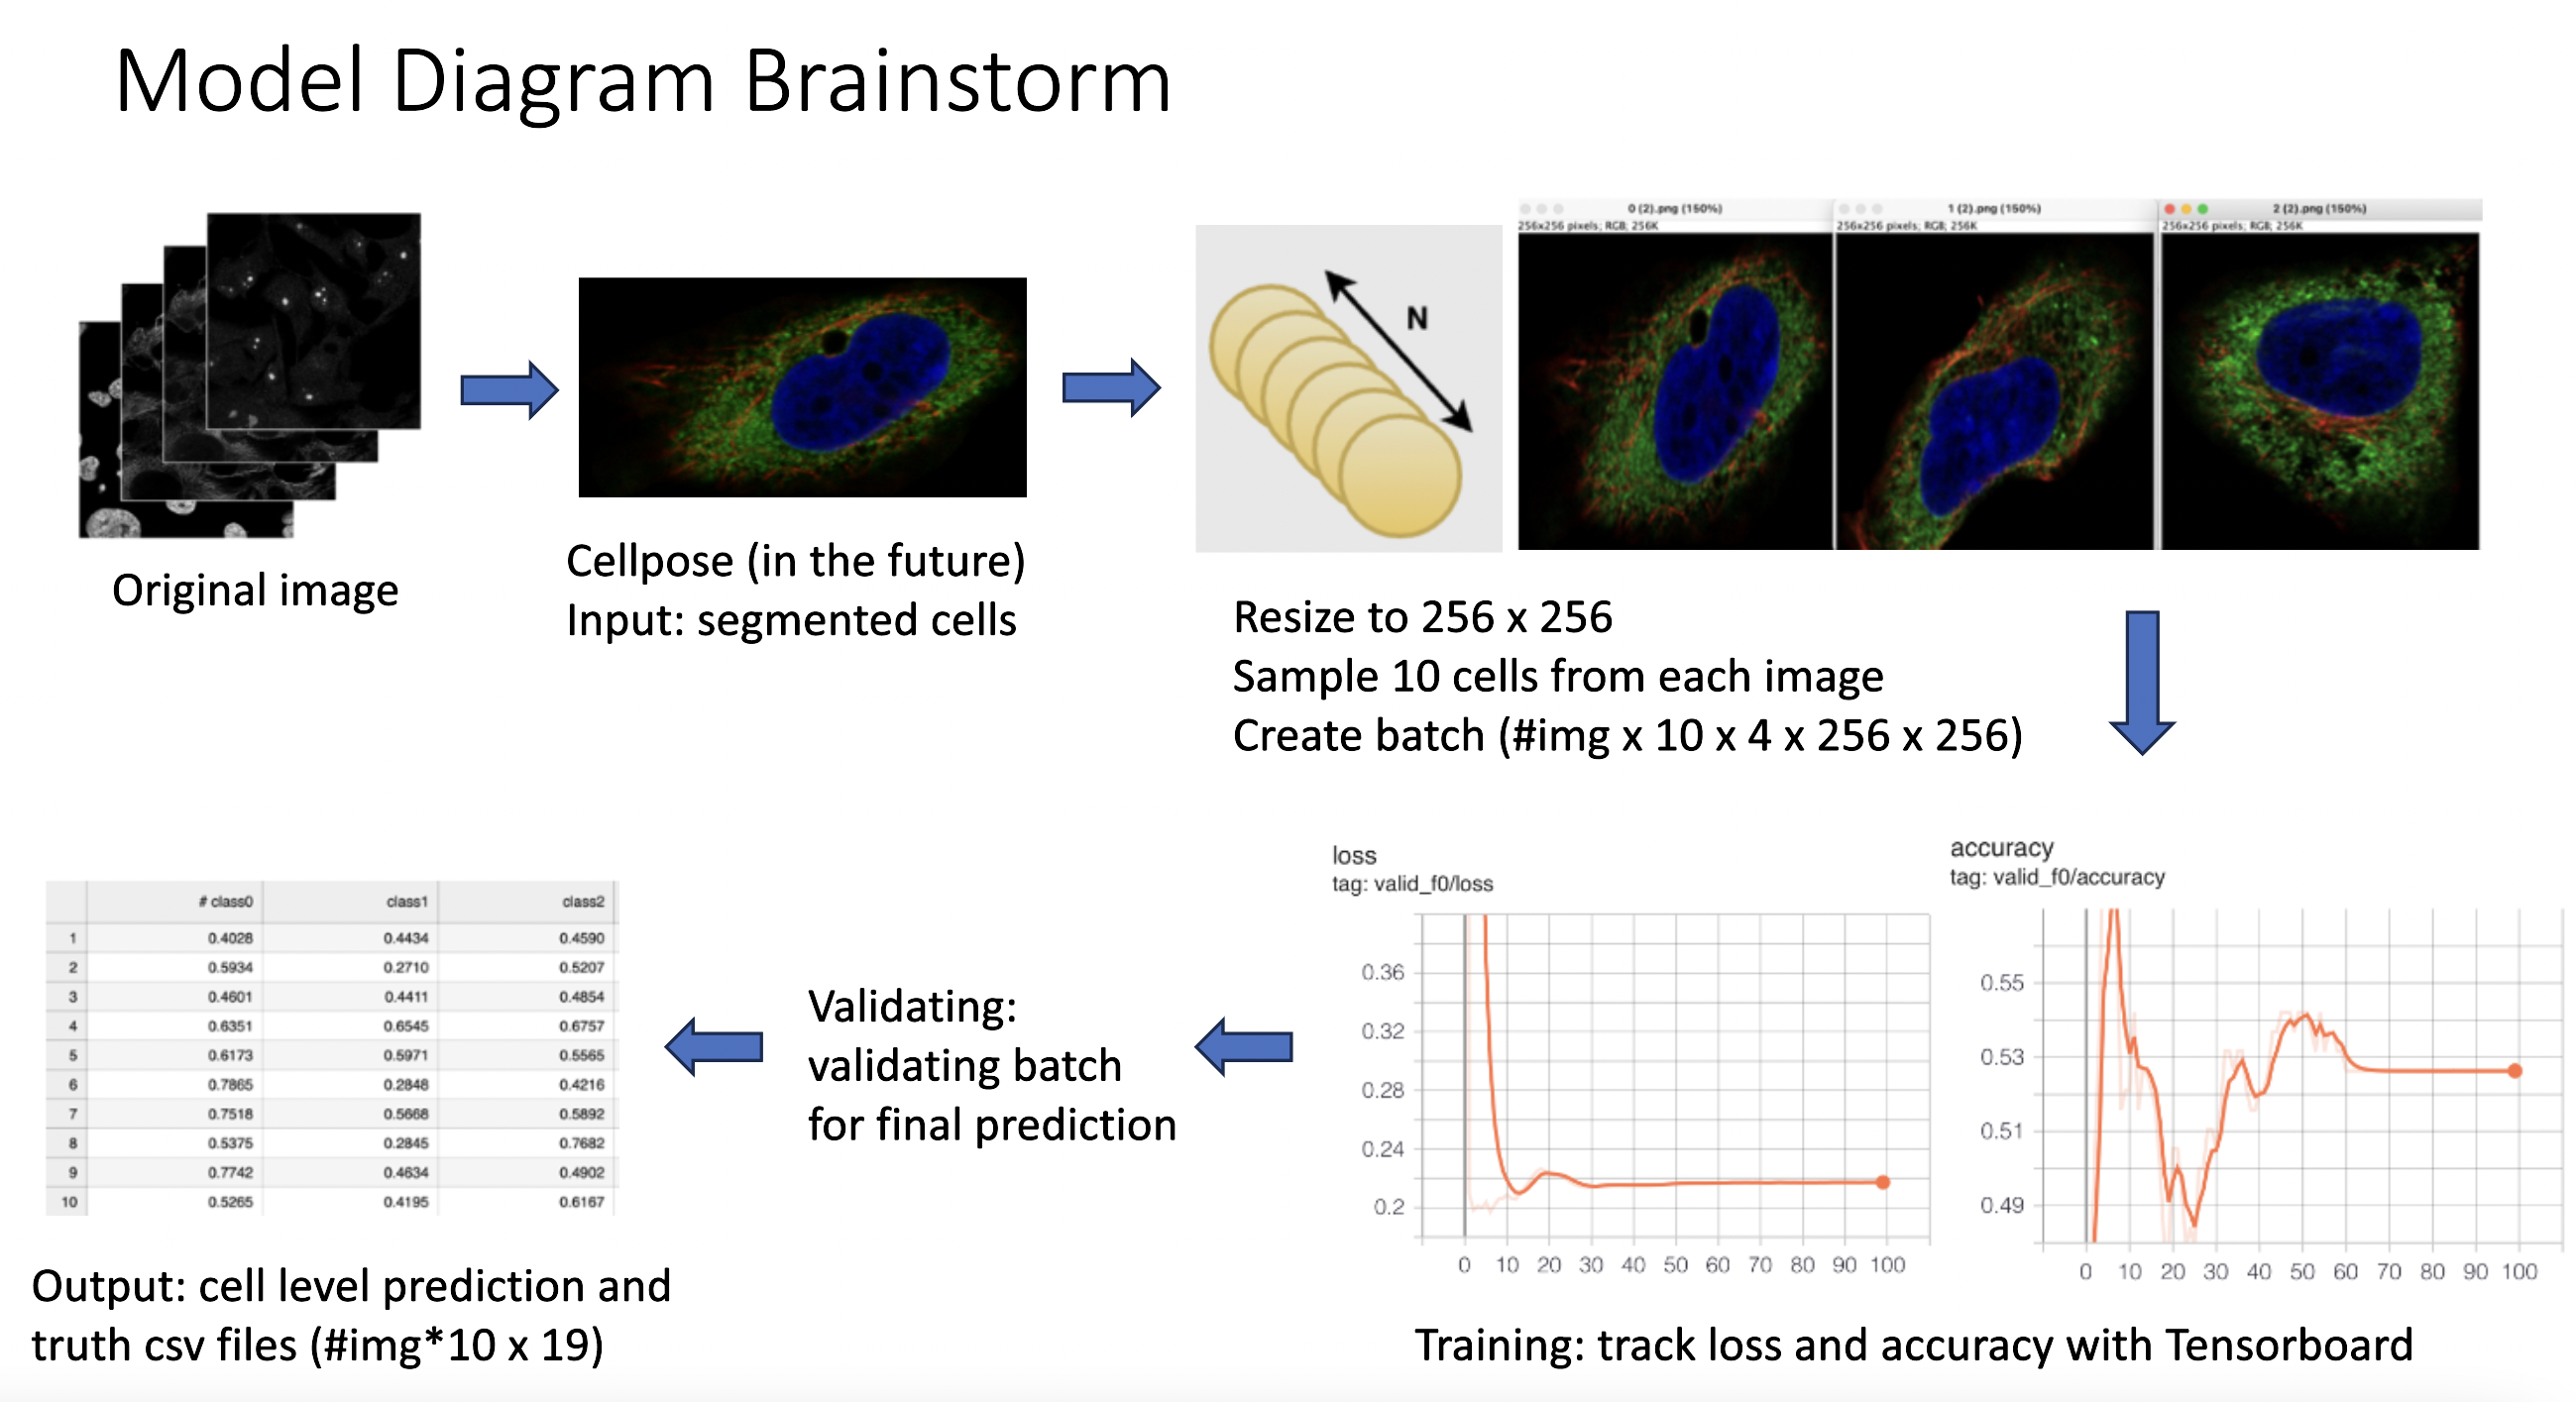 Model Diagram Brainstorm
Original image
Cellpose (in the future)
Input: segmented cells
N
0 (2).png (150%)
256x256 pixels; RGB; 256K
1 (2).png (150%)
256x256 pixels; RGB; 256K
2 (2).png (150%)
256x256 pixels; RGB; 256K
Resize to 256 x 256
Sample 10 cells from each image
Create batch (#img x 10 x 4 x 256 x 256)
loss
tag: valid_f0/loss
0.36
0.32
0.28
0.24
0.2
0 10 20 30 40 50 60 70 80 90 100
accuracy
tag: valid_f0/accuracy
0.55
0.53
0.51
0.49
0 10 20 30 40 50 60 70 80 90 100
Training: track loss and accuracy with Tensorboard
Validating:
validating batch
for final prediction
# class0 class1 class2
1 0.4028 0.4434 0.4590
2 0.5934 0.2710 0.5207
3 0.4601 0.4411 0.4854
4 0.6351 0.6545 0.6757
5 0.6173 0.5971 0.5565
6 0.7865 0.2848 0.4216
7 0.7518 0.5668 0.5892
8 0.5375 0.2845 0.7682
9 0.7742 0.4634 0.4902
10 0.5265 0.4195 0.6167
Output: cell level prediction and
truth csv files (#img*10 x 19)